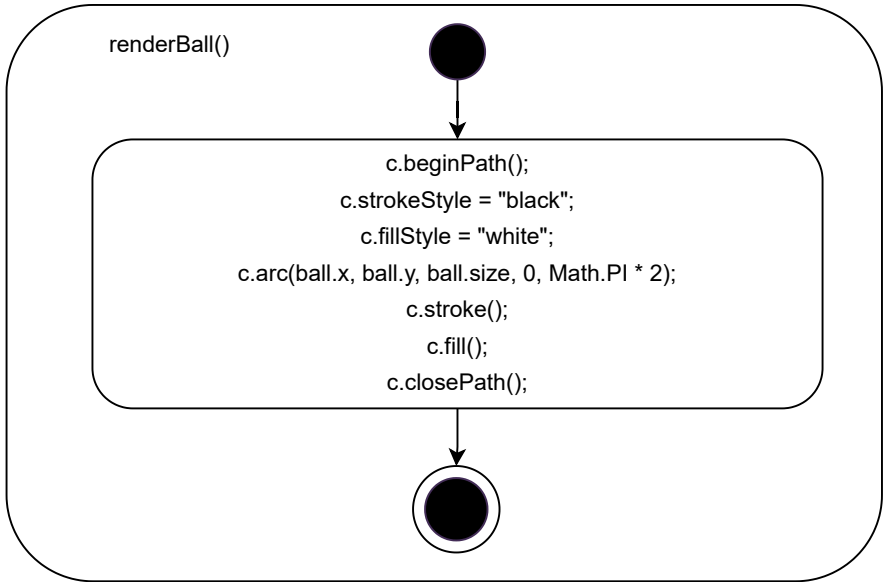 renderBall()
c.beginPath();
c.strokeStyle = "black";
c.fillStyle = "white";
c.arc(ball.x, ball.y, ball.size, 0, Math.PI * 2);
c.stroke();
c.fill();
c.closePath();